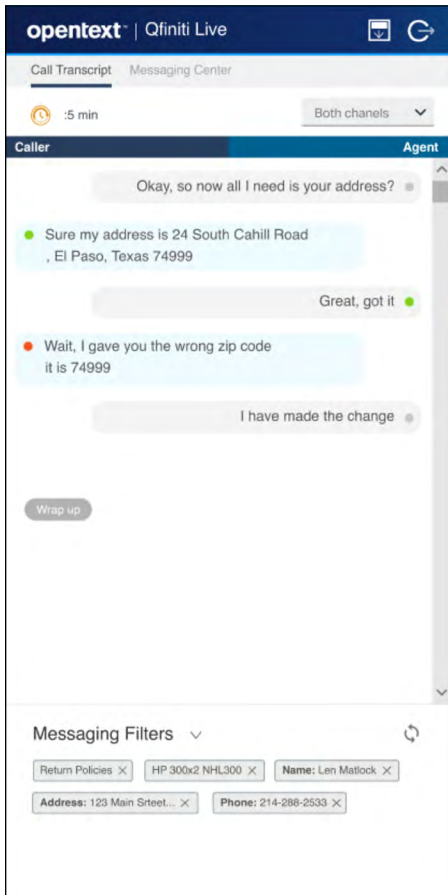 opentext™ | Qfiniti Live
Call Transcript Messaging Center
:5 min Both chanels
Caller Agent
Okay, so now all I need is your address?
Sure my address is 24 South Cahill Road
, El Paso, Texas 74999
Great, got it
Wait, I gave you the wrong zip code
it is 74999
I have made the change
Wrap up
Messaging Filters
Return Policies X HP 300x2 NHL300 X Name: Len Matlock X
Address: 123 Main Srteet... X Phone: 214-288-2533 X